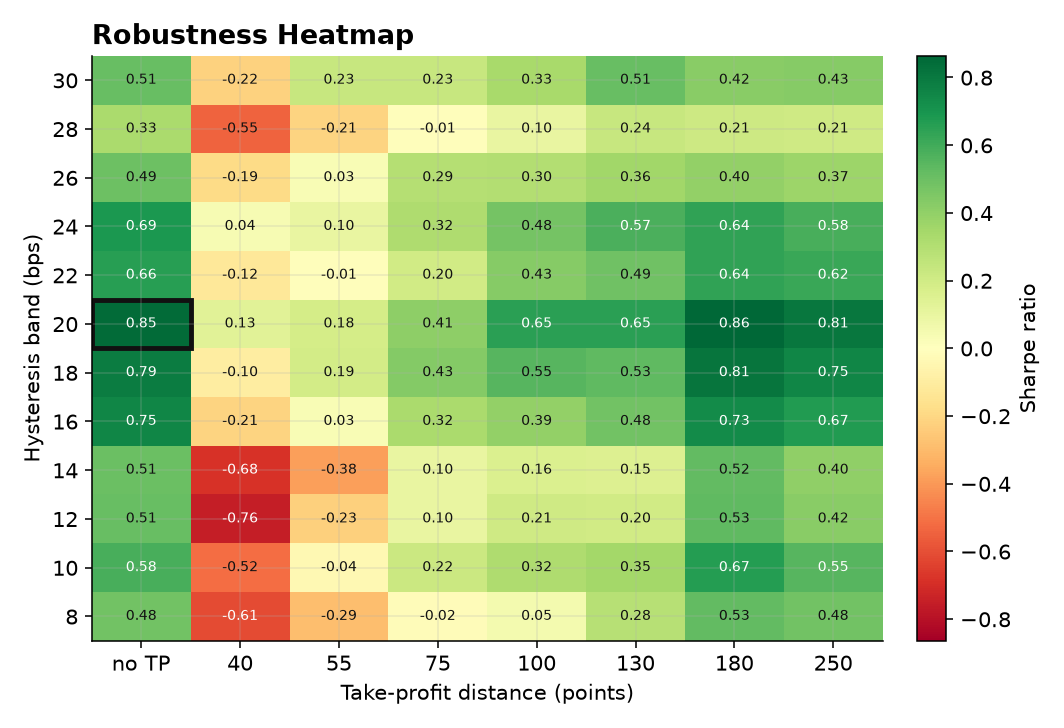 Robustness Heatmap
Hysteresis band (bps)
30 0.51 -0.22 0.23 0.23 0.33 0.51 0.42 0.43
28 0.33 -0.55 -0.21 -0.01 0.10 0.24 0.21 0.21
26 0.49 -0.19 0.03 0.29 0.30 0.36 0.40 0.37
24 0.69 0.04 0.10 0.32 0.48 0.57 0.64 0.58
22 0.66 -0.12 -0.01 0.20 0.43 0.49 0.64 0.62
20 0.85 0.13 0.18 0.41 0.65 0.65 0.86 0.81
18 0.79 -0.10 0.19 0.43 0.55 0.53 0.81 0.75
16 0.75 -0.21 0.03 0.32 0.39 0.48 0.73 0.67
14 0.51 -0.68 -0.38 0.10 0.16 0.15 0.52 0.40
12 0.51 -0.76 -0.23 0.10 0.21 0.20 0.53 0.42
10 0.58 -0.52 -0.04 0.22 0.32 0.35 0.67 0.55
8 0.48 -0.61 -0.29 -0.02 0.05 0.28 0.53 0.48
no TP 40 55 75 100 130 180 250
Take-profit distance (points)
0.8
0.6
0.4
0.2
0.0
−0.2
−0.4
−0.6
−0.8
Sharpe ratio